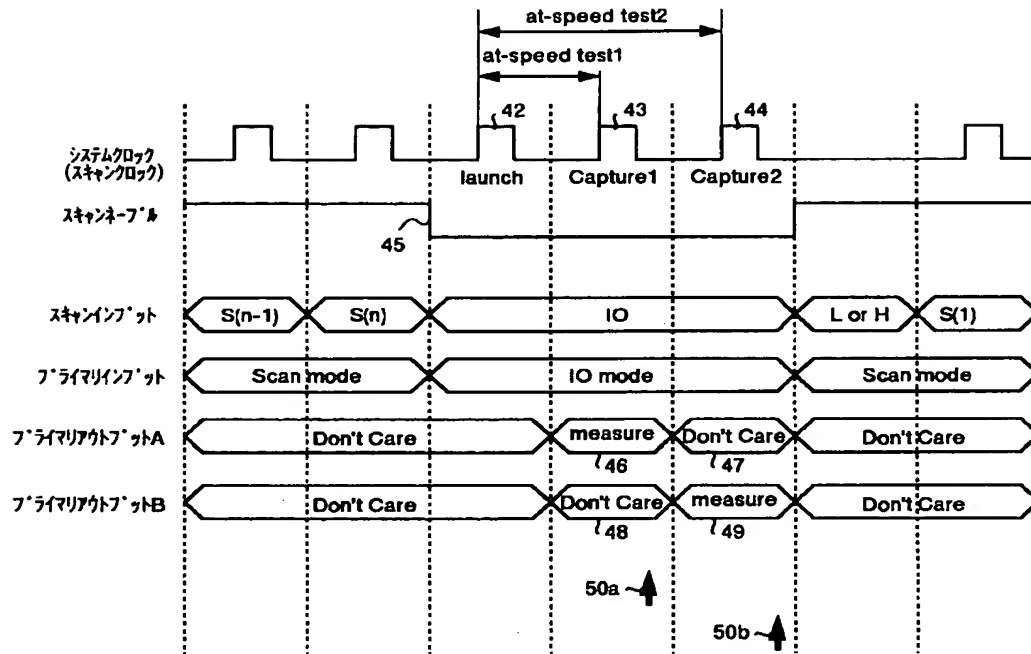 at-speed test2
at-speed test1
42
43
44
システムクロック
(スキャンクロック)
launch
Capture1
Capture2
スキャンネーブル
45
スキャンインプット
S(n-1)
S(n)
IO
L or H
S(1)
プライマリインプット
Scan mode
IO mode
Scan mode
プライマリアウトプットA
Don't Care
measure
Don't Care
Don't Care
46
47
プライマリアウトプットB
Don't Care
Don't Care
measure
Don't Care
48
49
50a
50b